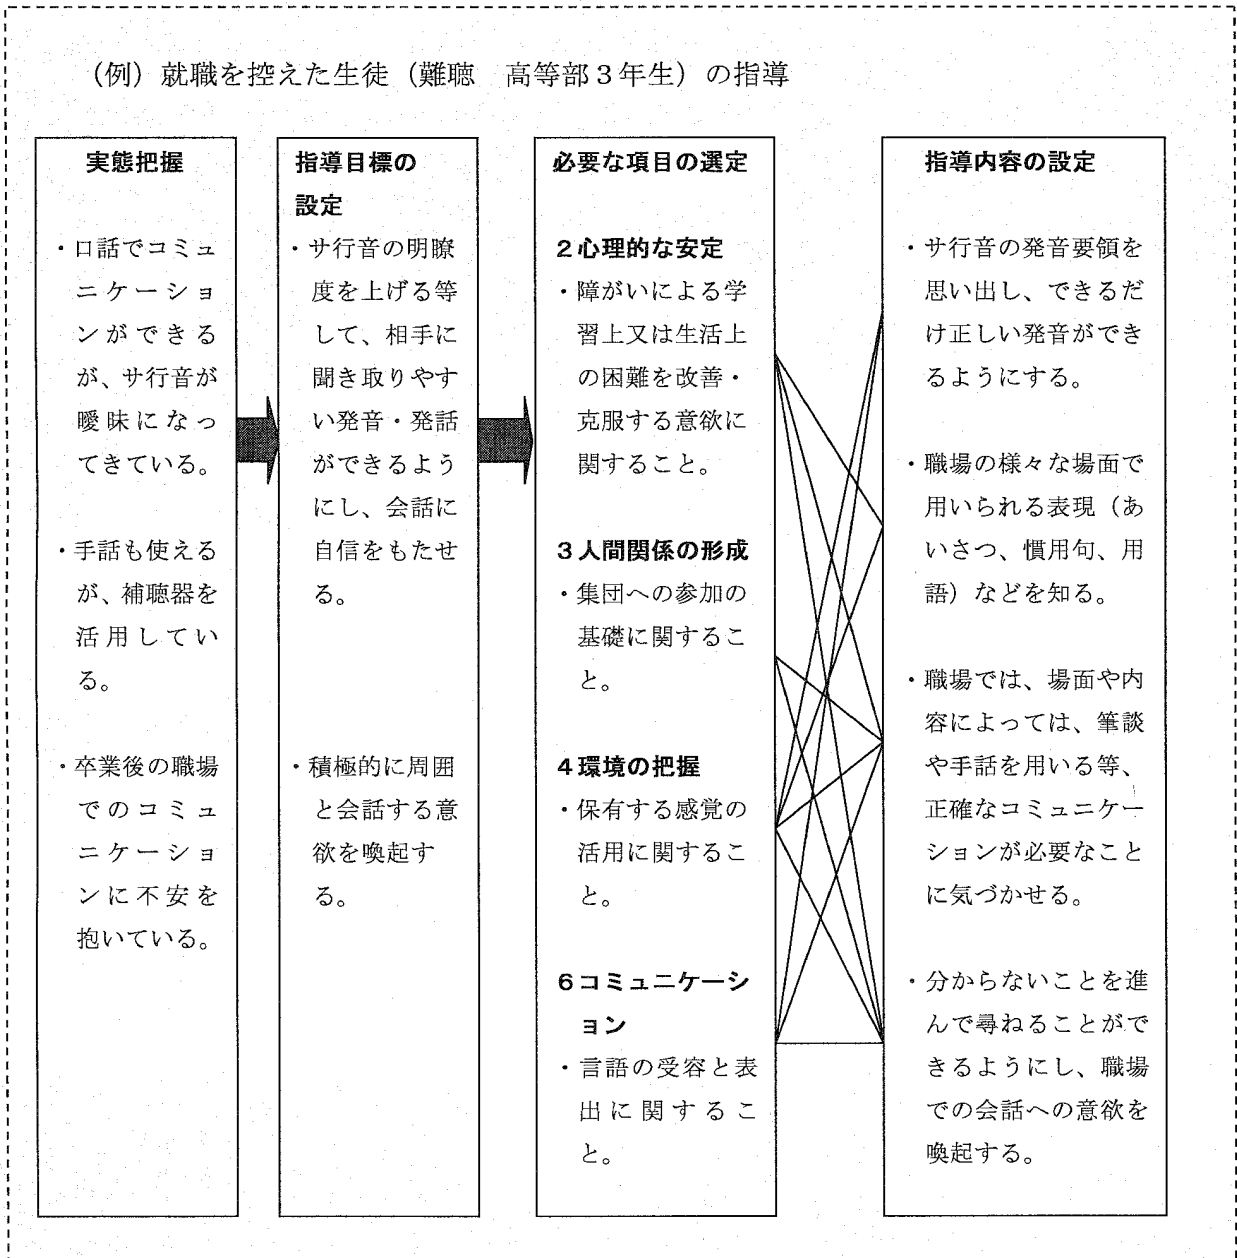 （例）就職を控えた生徒（難聴　高等部３年生）の指導
実態把握
・口話でコミュ
ニケーショ
ンができる
が、サ行音が
曖昧になっ
てきている。
・手話も使える
が、補聴器を
活用してい
る。
・卒業後の職場
でのコミュ
ニケーショ
ンに不安を
抱いている。
指導目標の
設定
・サ行音の明瞭
度を上げる等
して、相手に
聞き取りやす
い発音・発話
ができるよう
にし、会話に
自信をもたせ
る。
・積極的に周囲
と会話する意
欲を喚起す
る。
必要な項目の選定
２心理的な安定
・障がいによる学
習上又は生活上
の困難を改善・
克服する意欲に
関すること。
３人間関係の形成
・集団への参加の
基礎に関するこ
と。
４環境の把握
・保有する感覚の
活用に関するこ
と。
６コミュニケーシ
ョン
・言語の受容と表
出に関するこ
と。
指導内容の設定
・サ行音の発音要領を
思い出し、できるだ
け正しい発音ができ
るようにする。
・職場の様々な場面で
用いられる表現（あ
いさつ、慣用句、用
語）などを知る。
・職場では、場面や内
容によっては、筆談
や手話を用いる等、
正確なコミュニケー
ションが必要なこと
に気づかせる。
・分からないことを進
んで尋ねることがで
きるようにし、職場
での会話への意欲を
喚起する。